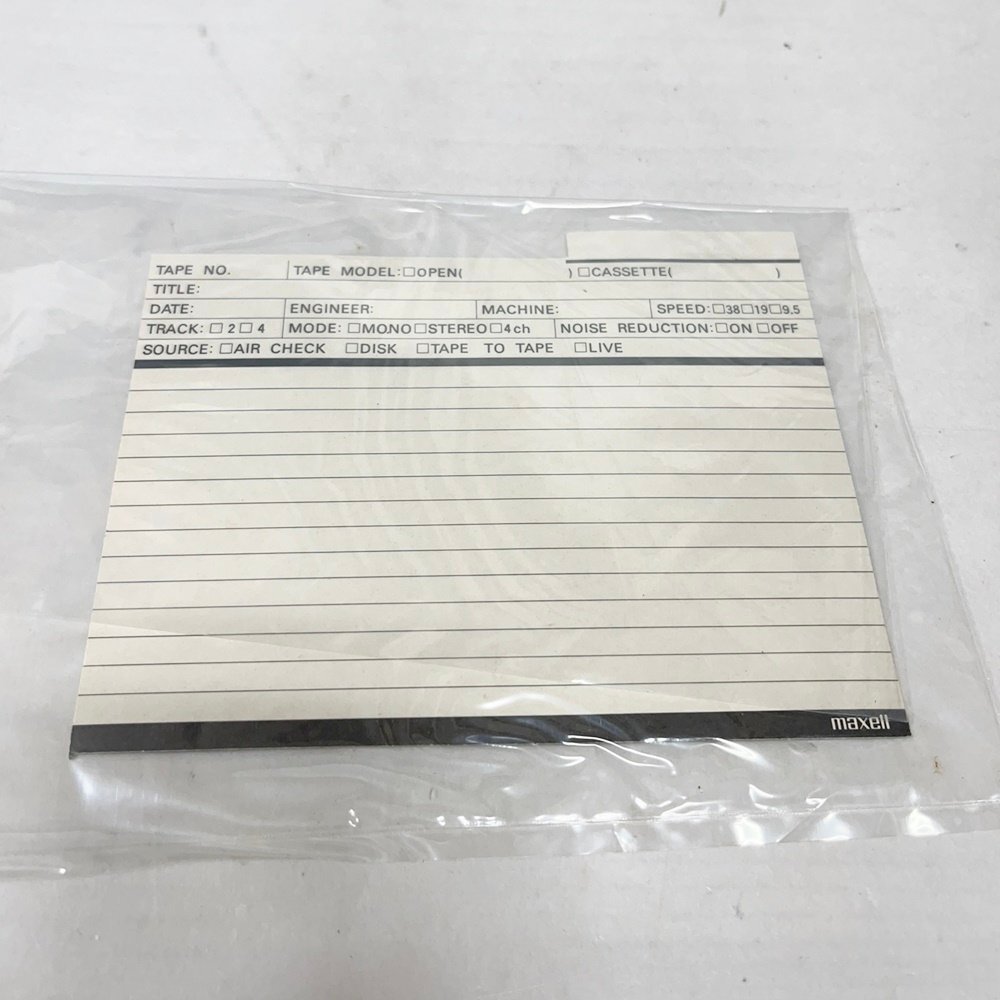 TAPE NO. TAPE MODEL:□OPEN( ) □CASSETTE( )
TITLE:
DATE: ENGINEER: MACHINE: SPEED:□38□19□9.5
TRACK: □ 2 □ 4 MODE: □MONO□STEREO□4ch NOISE REDUCTION:□ON □OFF
SOURCE: □AIR CHECK □DISK □TAPE TO TAPE □LIVE
maxell